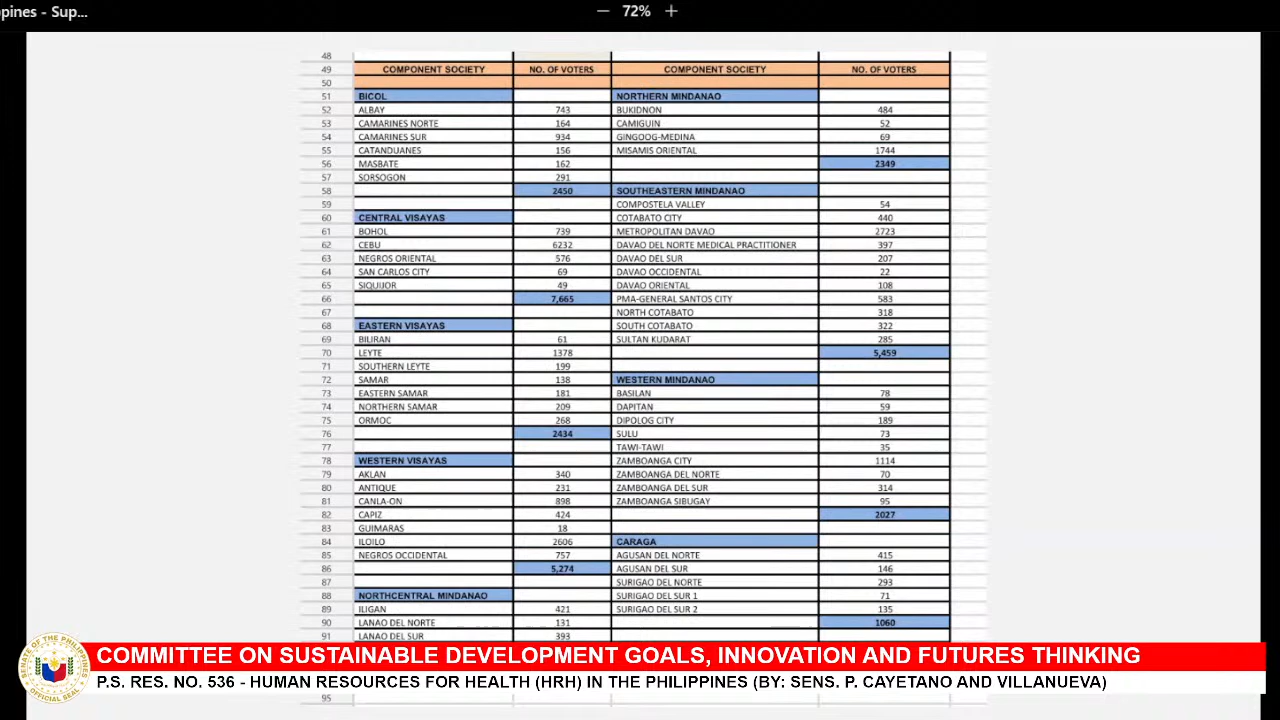 pines - Sup...
72%
48
49 COMPONENT SOCIETY NO. OF VOTERS COMPONENT SOCIETY NO. OF VOTERS
50
51 BICOL NORTHERN MINDANAO
52 ALBAY 743 BUKIDNON 484
53 CAMARINES NORTE 164 CAMIGUIN 52
54 CAMARINES SUR 934 GINGOOG-MEDINA 69
55 CATANDUANES 156 MISAMIS ORIENTAL 1744
56 MASBATE 162 2349
57 SORSOGON 291
58 2450 SOUTHEASTERN MINDANAO
59 COMPOSTELA VALLEY 54
60 CENTRAL VISAYAS COTABATO CITY 440
61 BOHOL 739 METROPOLITAN DAVAO 2723
62 CEBU 6232 DAVAO DEL NORTE MEDICAL PRACTITIONER 397
63 NEGROS ORIENTAL 576 DAVAO DEL SUR 207
64 SAN CARLOS CITY 69 DAVAO OCCIDENTAL 22
65 SIQUIJOR 49 DAVAO ORIENTAL 108
66 7,665 PMA-GENERAL SANTOS CITY 583
67 NORTH COTABATO 318
68 EASTERN VISAYAS SOUTH COTABATO 322
69 BILIRAN 61 SULTAN KUDARAT 285
70 LEYTE 1378 5,459
71 SOUTHERN LEYTE 199
72 SAMAR 138 WESTERN MINDANAO
73 EASTERN SAMAR 181 BASILAN 78
74 NORTHERN SAMAR 209 DAPITAN 59
75 ORMOC 268 DIPOLOG CITY 189
76 2434 SULU 73
77 TAWI-TAWI 35
78 WESTERN VISAYAS ZAMBOANGA CITY 1114
79 AKLAN 340 ZAMBOANGA DEL NORTE 70
80 ANTIQUE 231 ZAMBOANGA DEL SUR 314
81 CANLA-ON 898 ZAMBOANGA SIBUGAY 95
82 CAPIZ 424 2027
83 GUIMARAS 18
84 ILOILO 2606 CARAGA
85 NEGROS OCCIDENTAL 757 AGUSAN DEL NORTE 415
86 5,274 AGUSAN DEL SUR 146
87 SURIGAO DEL NORTE 293
88 NORTHCENTRAL MINDANAO SURIGAO DEL SUR 1 71
89 ILIGAN 421 SURIGAO DEL SUR 2 135
90 LANAO DEL NORTE 131 1060
91 LANAO DEL SUR 393
SENATE OF THE PHILIPPINES
OFFICIAL SEAL
COMMITTEE ON SUSTAINABLE DEVELOPMENT GOALS, INNOVATION AND FUTURES THINKING
P.S. RES. NO. 536 - HUMAN RESOURCES FOR HEALTH (HRH) IN THE PHILIPPINES (BY: SENS. P. CAYETANO AND VILLANUEVA)
95